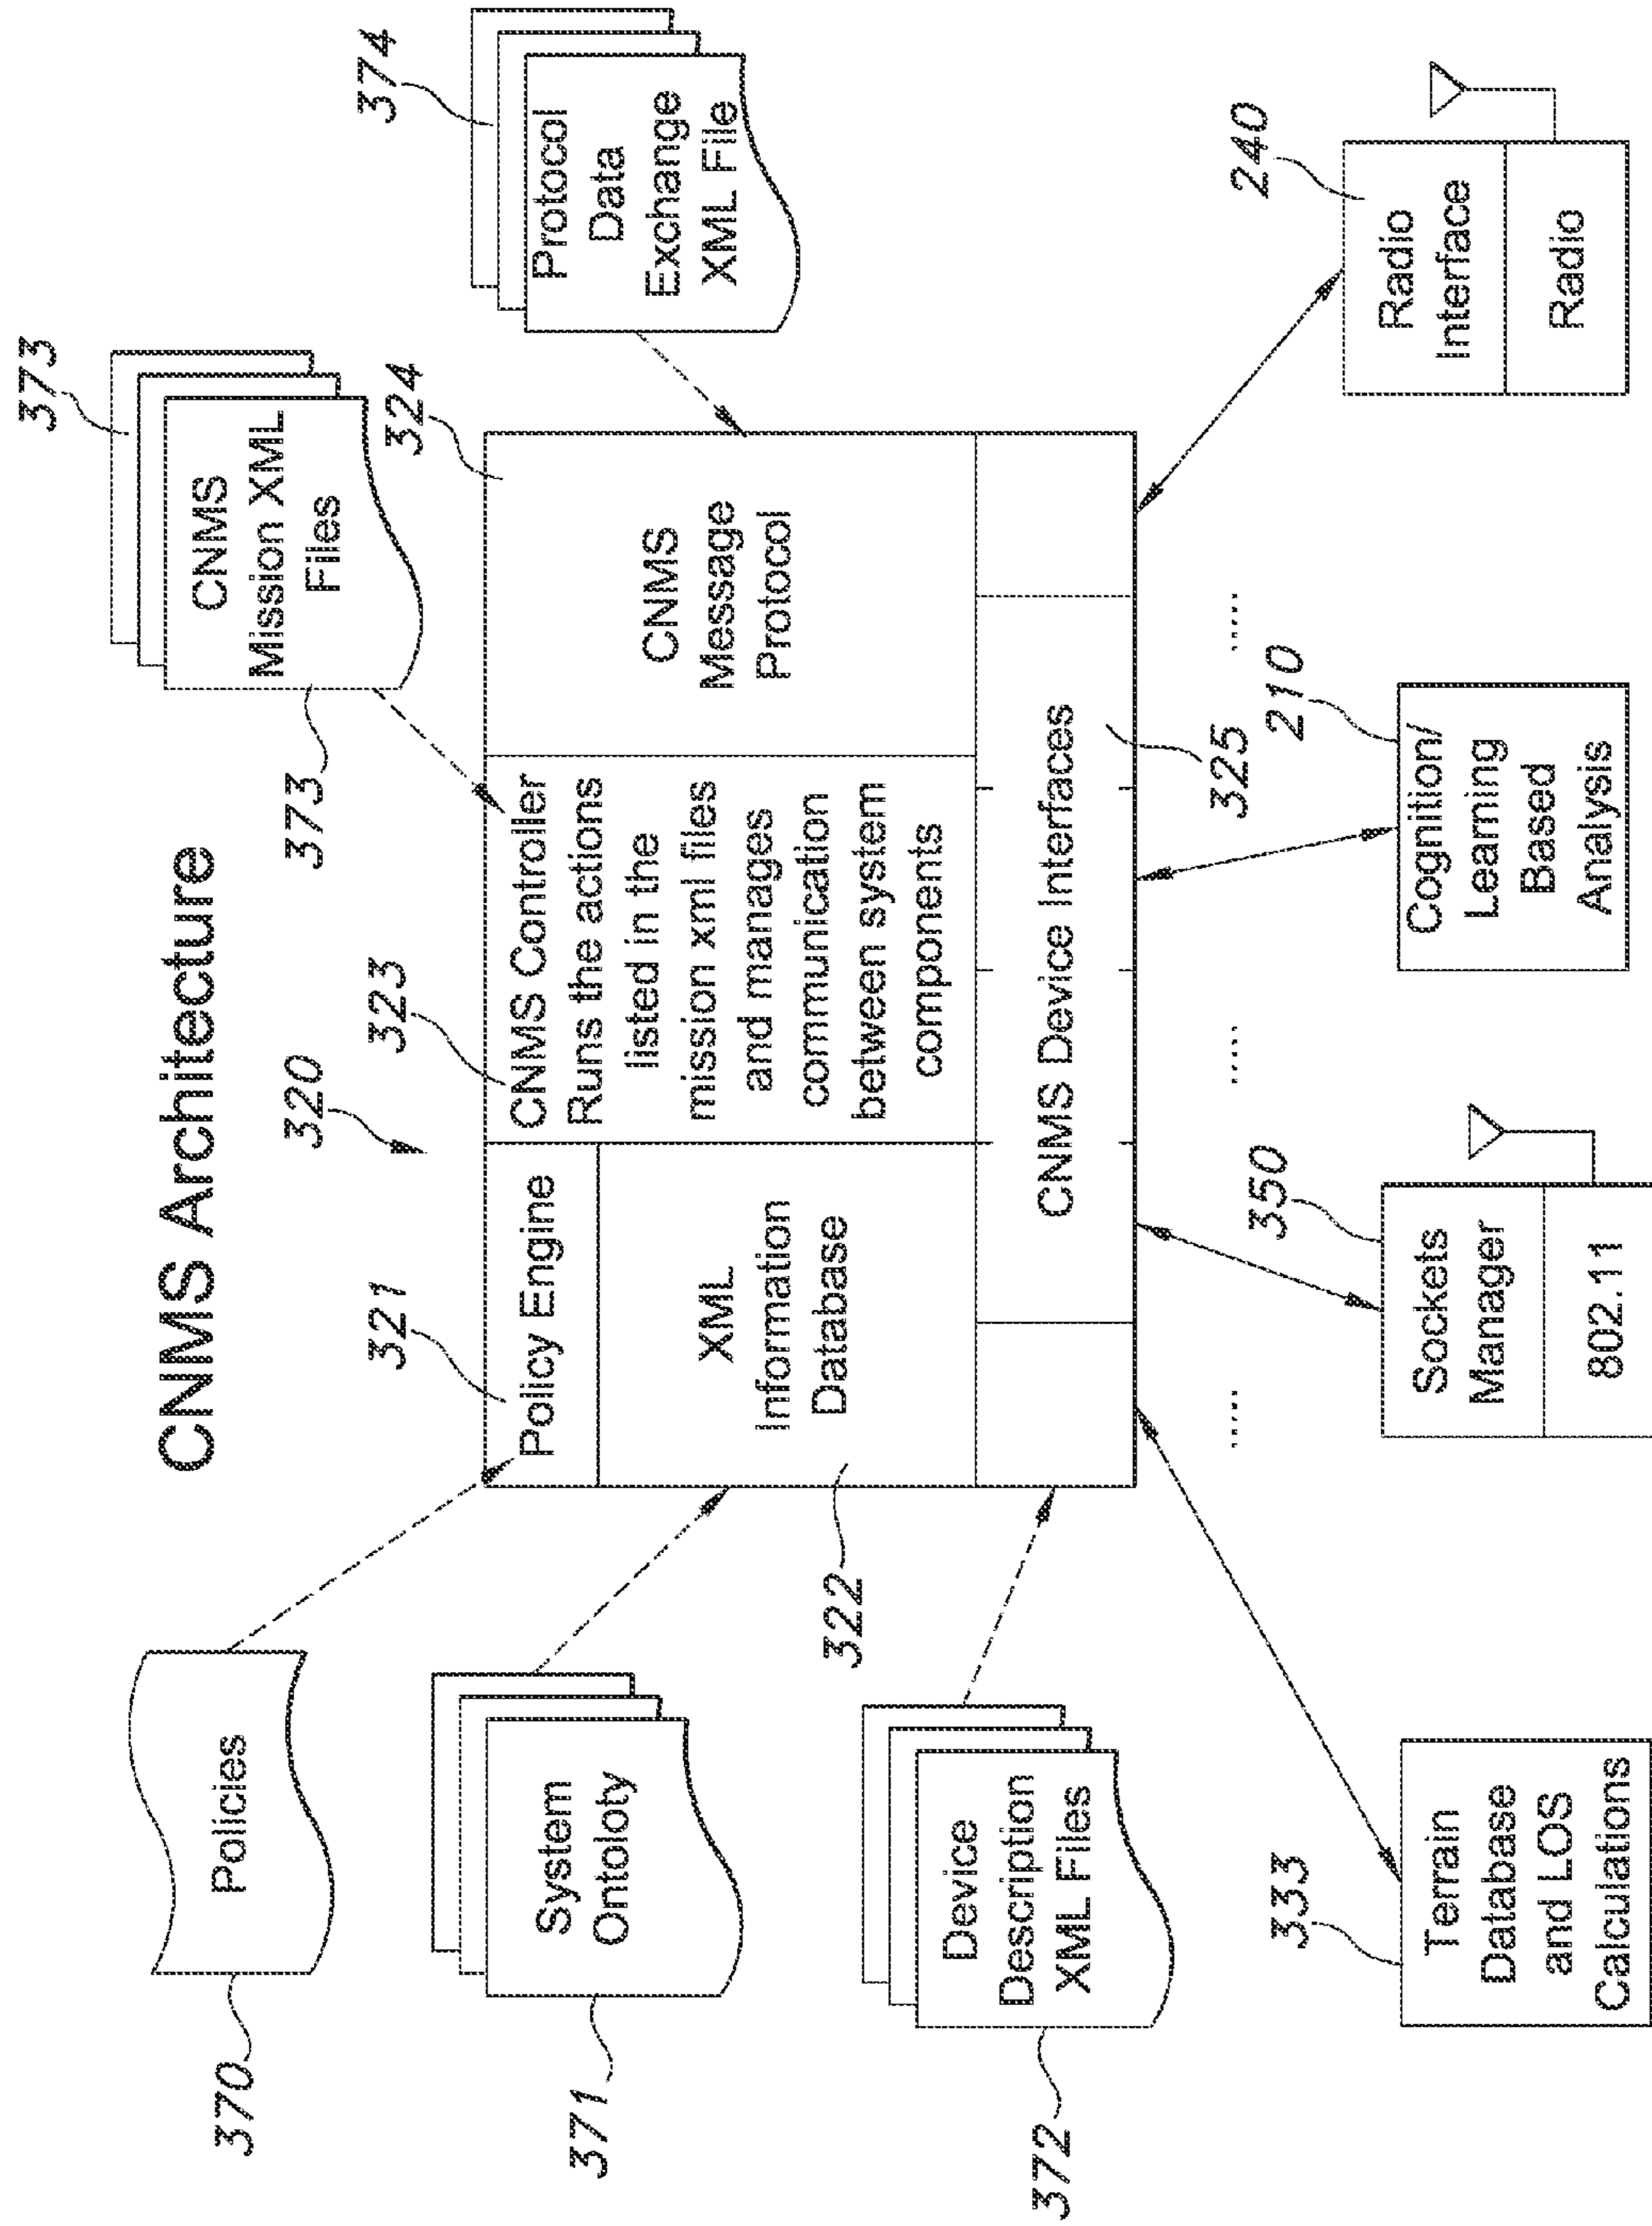 CNMS Architecture
370
Policies
371
System
Ontoloty
372
Device
Description
XML Files
320
321
Policy Engine
322
XML
Information
Database
323
CNMS Controller
Runs the actions
listed in the
mission xml files
and manages
communication
between system
components
373
CNMS
Mission XML
Files
373
324
CNMS
Message
Protocol
374
Protocol
Data
Exchange
XML File
CNMS Device Interfaces
325
.....
.....
.....
333
Terrain
Database
and LOS
Calculations
350
Sockets
Manager
802.11
210
Cognition/
Learning
Based
Analysis
240
Radio
Interface
Radio